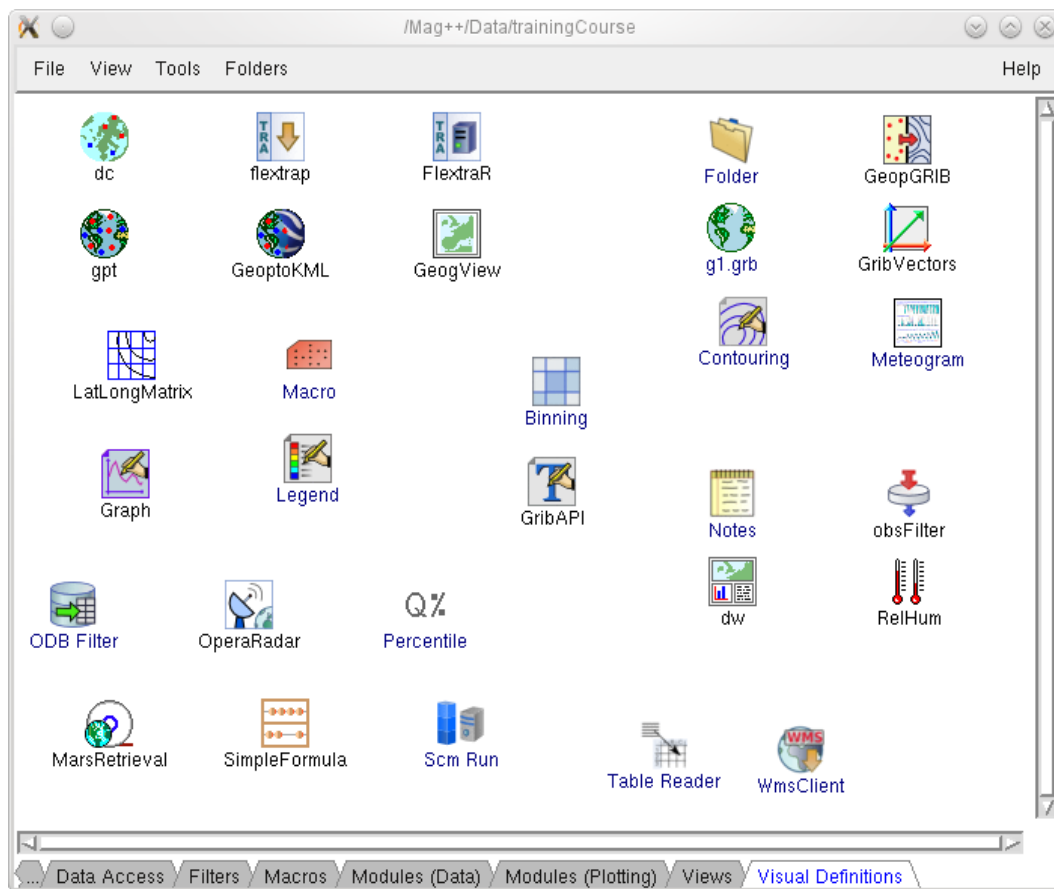 /Mag++/Data/trainingCourse
File View Tools Folders Help
TRA TRA
dc flextrap FlextraR Folder GeopGRIB
gpt GeoptoKML GeogView g1.grb GribVectors
Contouring Meteogram
LatLongMatrix Macro Binning
Graph Legend GribAPI Notes obsFilter
T
Q%
ODB Filter OperaRadar Percentile dw RelHum
WMS
MarsRetrieval SimpleFormula Scm Run Table Reader WmsClient
... Data Access Filters Macros Modules (Data) Modules (Plotting) Views Visual Definitions